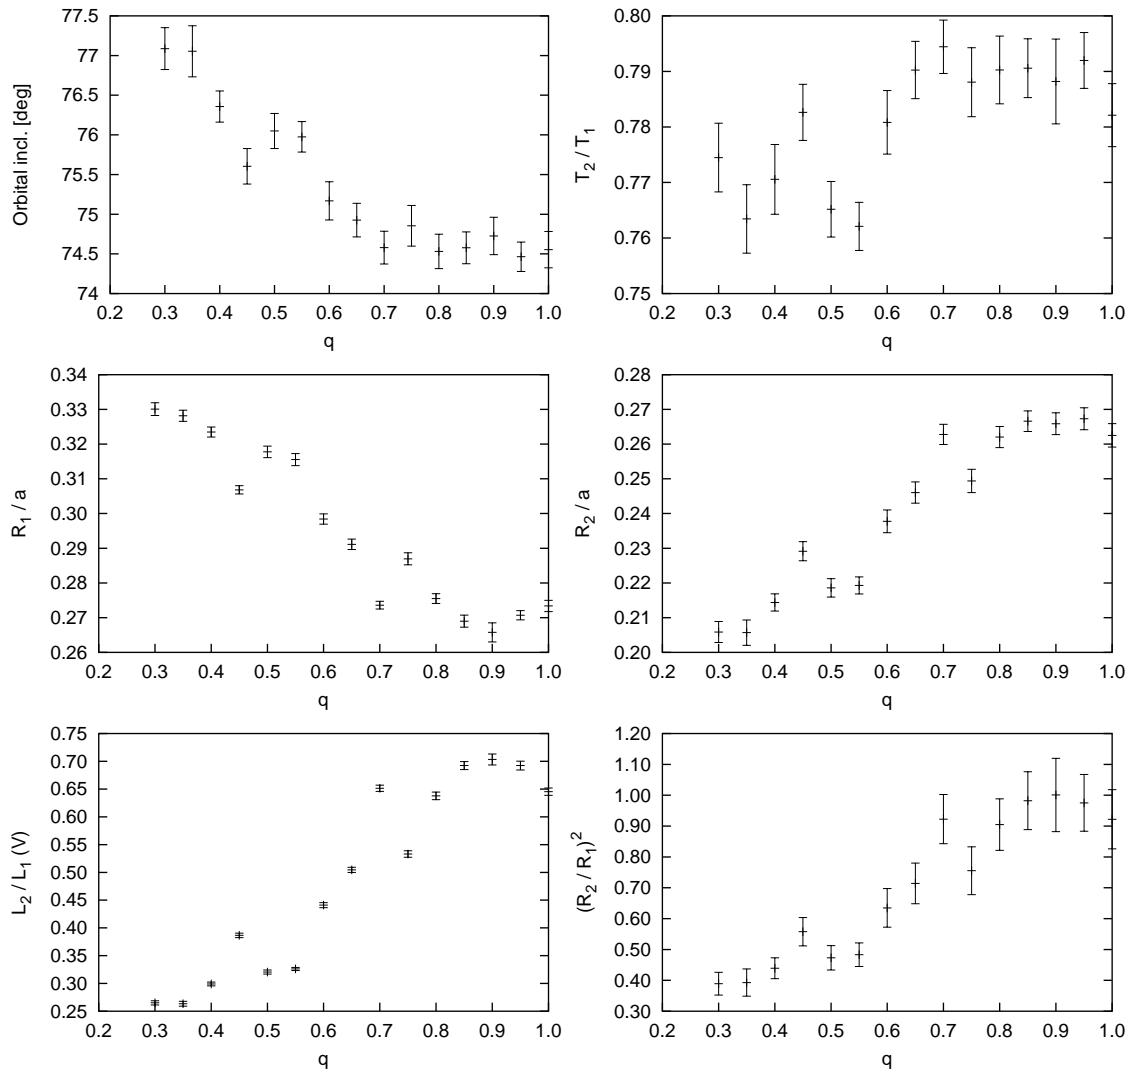 77.5
77
76.5
76
75.5
75
74.5
74
Orbital incl. [deg]
0.2 0.3 0.4 0.5 0.6 0.7 0.8 0.9 1.0
q
0.80
0.79
0.78
0.77
0.76
0.75
T2 / T1
0.2 0.3 0.4 0.5 0.6 0.7 0.8 0.9 1.0
q
0.34
0.33
0.32
0.31
0.30
0.29
0.28
0.27
0.26
R1 / a
0.2 0.3 0.4 0.5 0.6 0.7 0.8 0.9 1.0
q
0.28
0.27
0.26
0.25
0.24
0.23
0.22
0.21
0.20
R2 / a
0.2 0.3 0.4 0.5 0.6 0.7 0.8 0.9 1.0
q
0.75
0.70
0.65
0.60
0.55
0.50
0.45
0.40
0.35
0.30
0.25
L2 / L1 (V)
0.2 0.3 0.4 0.5 0.6 0.7 0.8 0.9 1.0
q
1.20
1.10
1.00
0.90
0.80
0.70
0.60
0.50
0.40
0.30
(R2 / R1)²
0.2 0.3 0.4 0.5 0.6 0.7 0.8 0.9 1.0
q